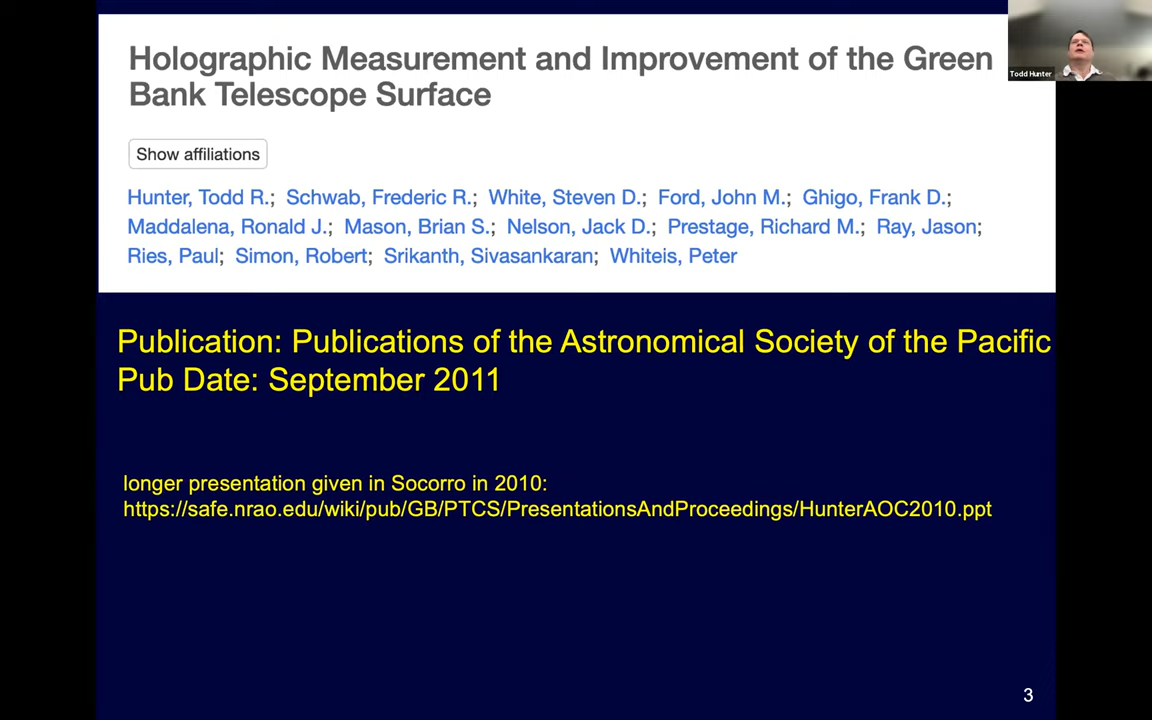 Holographic Measurement and Improvement of the Green
Bank Telescope Surface
Todd Hunter
Show affiliations
Hunter, Todd R.; Schwab, Frederic R.; White, Steven D.; Ford, John M.; Ghigo, Frank D.;
Maddalena, Ronald J.; Mason, Brian S.; Nelson, Jack D.; Prestage, Richard M.; Ray, Jason;
Ries, Paul; Simon, Robert; Srikanth, Sivasankaran; Whiteis, Peter
Publication: Publications of the Astronomical Society of the Pacific
Pub Date: September 2011
longer presentation given in Socorro in 2010:
https://safe.nrao.edu/wiki/pub/GB/PTCS/PresentationsAndProceedings/HunterAOC2010.ppt
3